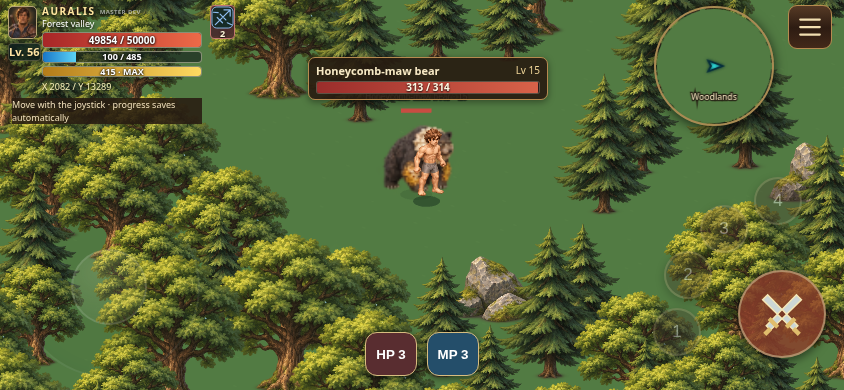 AURALIS MASTER DEV
Forest valley
Lv. 56
49854 / 50000
100 / 485
415 · MAX
X 2082 / Y 13289
Move with the joystick · progress saves
automatically
2
Honeycomb-maw bear Lv 15
313 / 314
Woodlands
4
3
2
1
HP 3
MP 3